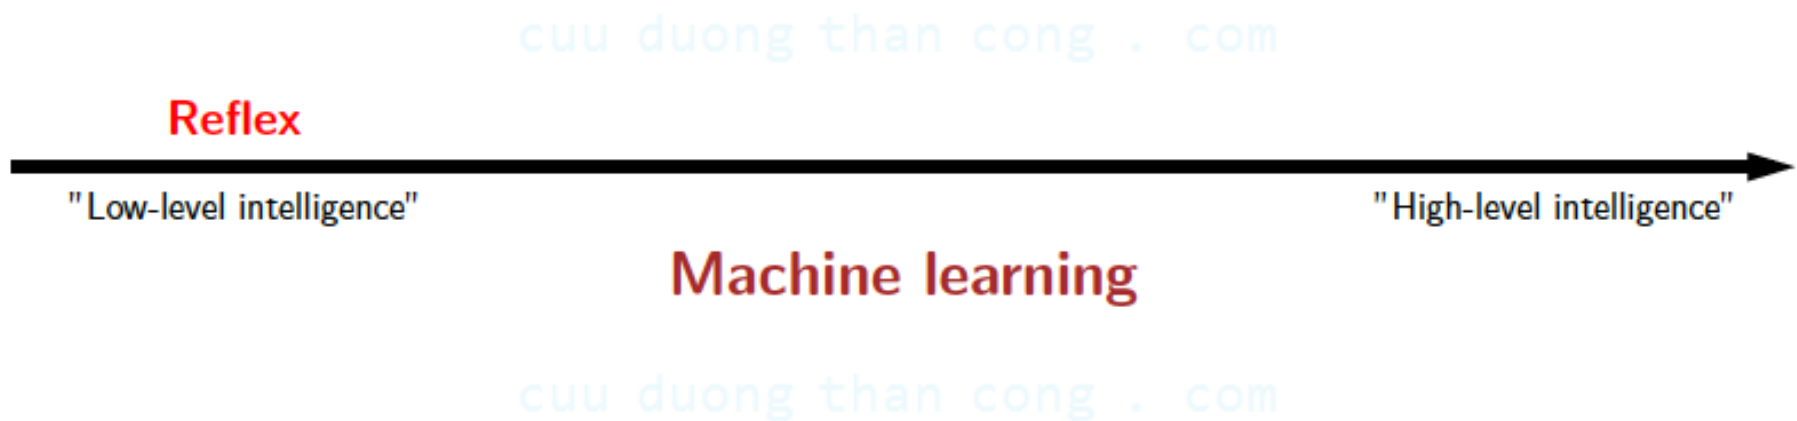 cuu duong than cong . com
Reflex
"Low-level intelligence" "High-level intelligence"
Machine learning
cuu duong than cong . com